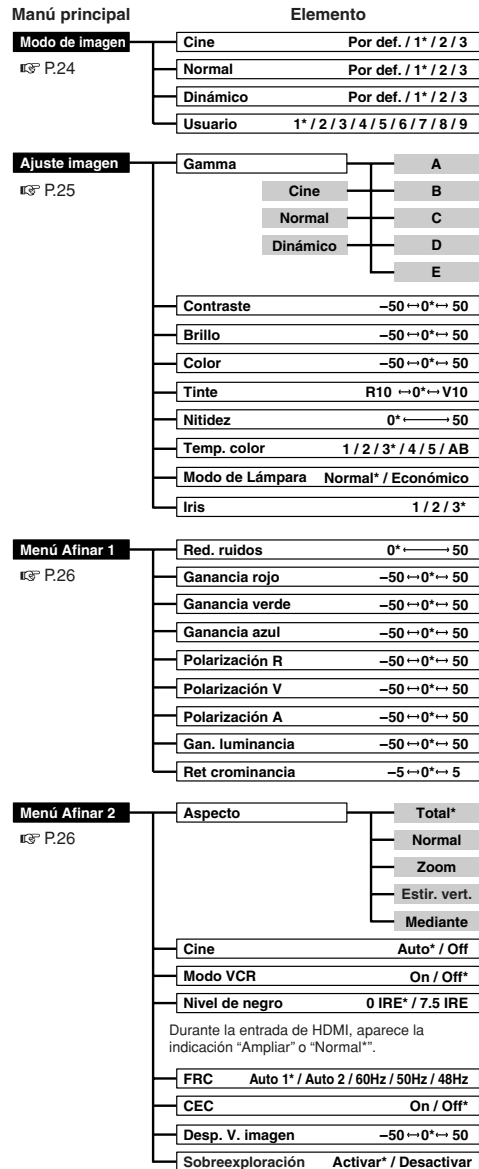 Manú principal Elemento
Modo de imagen Cine Por def. / 1* / 2 / 3
☞ P.24 Normal Por def. / 1* / 2 / 3
Dinámico Por def. / 1* / 2 / 3
Usuario 1* / 2 / 3 / 4 / 5 / 6 / 7 / 8 / 9
Ajuste imagen Gamma A
☞ P.25 Cine B
Normal C
Dinámico D
E
Contraste –50↔0*↔ 50
Brillo –50↔0*↔ 50
Color –50↔0*↔ 50
Tinte R10 ↔0*↔ V10
Nitidez 0*⟷50
Temp. color 1 / 2 / 3* / 4 / 5 / AB
Modo de Lámpara Normal* / Económico
Iris 1 / 2 / 3*
Menú Afinar 1 Red. ruidos 0*⟷50
☞ P.26 Ganancia rojo –50↔0*↔ 50
Ganancia verde –50↔0*↔ 50
Ganancia azul –50↔0*↔ 50
Polarización R –50↔0*↔ 50
Polarización V –50↔0*↔ 50
Polarización A –50↔0*↔ 50
Gan. luminancia –50↔0*↔ 50
Ret crominancia –5↔0*↔ 5
Menú Afinar 2 Aspecto Total*
☞ P.26 Normal
Zoom
Estir. vert.
Mediante
Cine Auto* / Off
Modo VCR On / Off*
Nivel de negro 0 IRE* / 7.5 IRE
Durante la entrada de HDMI, aparece la
indicación “Ampliar” o “Normal*”.
FRC Auto 1* / Auto 2 / 60Hz / 50Hz / 48Hz
CEC On / Off*
Desp. V. imagen –50↔0*↔ 50
Sobreexploración Activar* / Desactivar